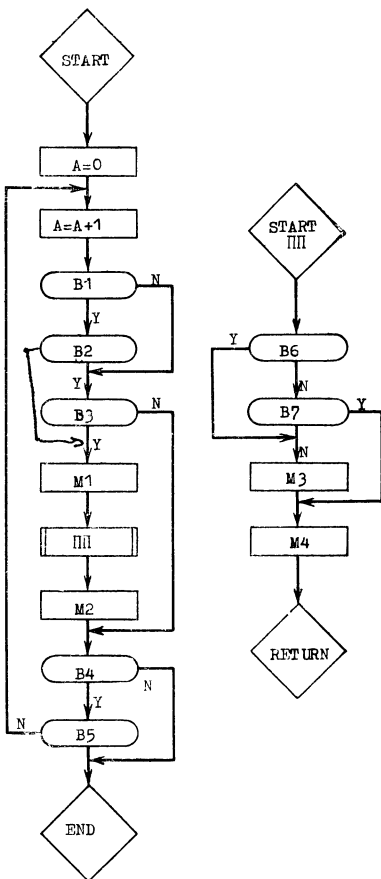 START
A=0
A=A+1
B1
N
Y
B2
Y
B3
N
Y
M1
ПП
M2
B4
N
Y
B5
N
END
START
ПП
B6
Y
N
B7
Y
N
M3
M4
RETURN